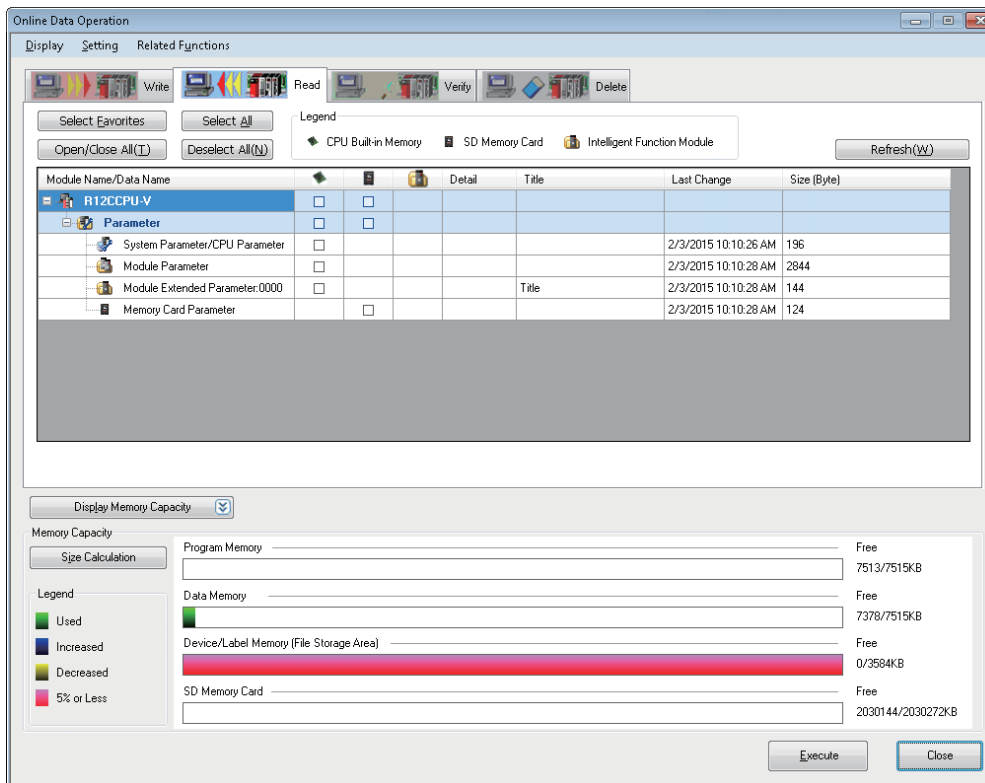 Online Data Operation
Display Setting Related Functions
Write Read Verify Delete
Select Favorites Select All Legend
CPU Built-in Memory SD Memory Card Intelligent Function Module
Open/Close All(T) Deselect All(N) Refresh(W)
Module Name/Data Name Detail Title Last Change Size (Byte)
R12CCPU-V
Parameter
System Parameter/CPU Parameter 2/3/2015 10:10:26 AM 196
Module Parameter 2/3/2015 10:10:28 AM 2844
Module Extended Parameter:0000 Title 2/3/2015 10:10:28 AM 144
Memory Card Parameter 2/3/2015 10:10:28 AM 124
Display Memory Capacity
Memory Capacity
Size Calculation
Legend
Used
Increased
Decreased
5% or Less
Program Memory Free
7513/7515KB
Data Memory Free
7378/7515KB
Device/Label Memory (File Storage Area) Free
0/3584KB
SD Memory Card Free
2030144/2030272KB
Execute Close